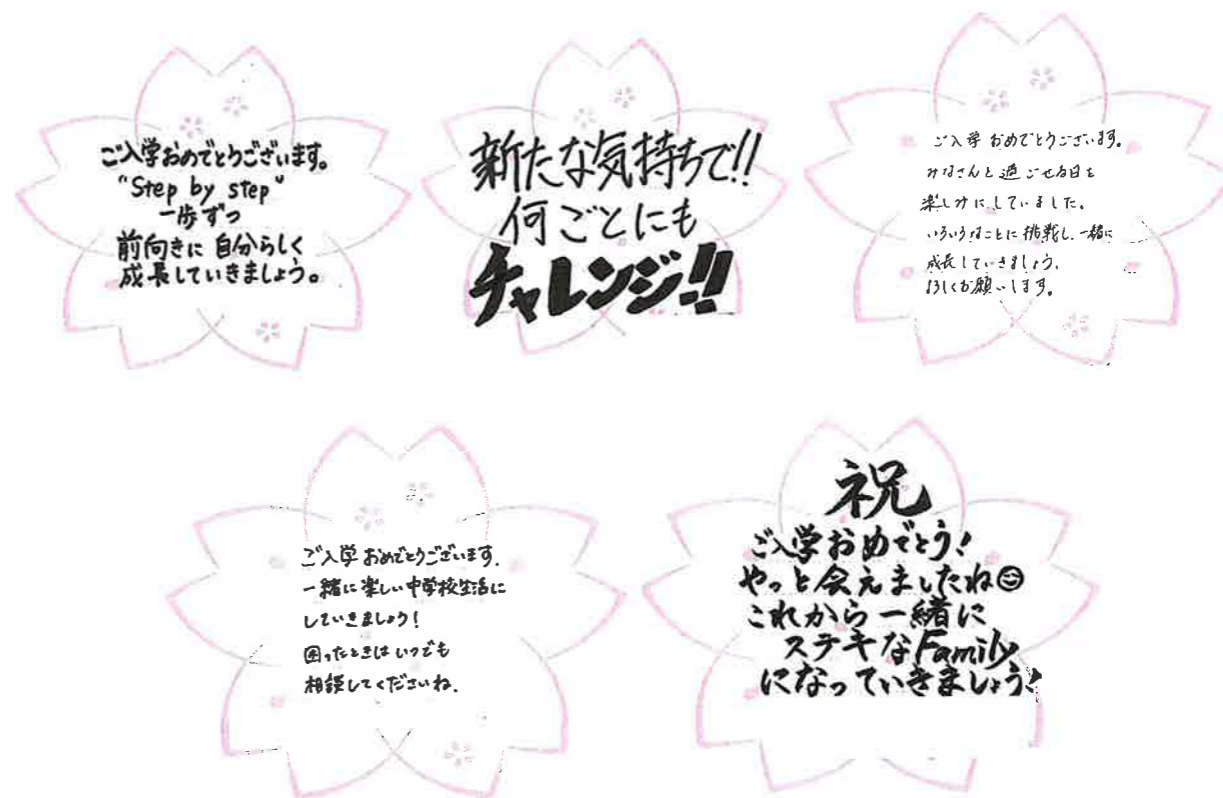 ご入学おめでとうございます。
"Step by step"
一歩ずつ
前向きに 自分らしく
成長していきましょう。
新たな気持ちで!!
何ごとにも
チャレンジ!!
ご入学 おめでとうございます。
みなさんと過ごせる日を
楽しみにしていました。
いろいろなことに挑戦し、一緒に
成長していきましょう。
よろしくお願いします。
ご入学 おめでとうございます。
一緒に楽しい中学校生活に
していきましょう!
困ったときは いつでも
相談してくださいね。
祝
ご入学おめでとう!
やっと会えましたね☺
これから一緒に
ステキなFamily
になっていきましょう!